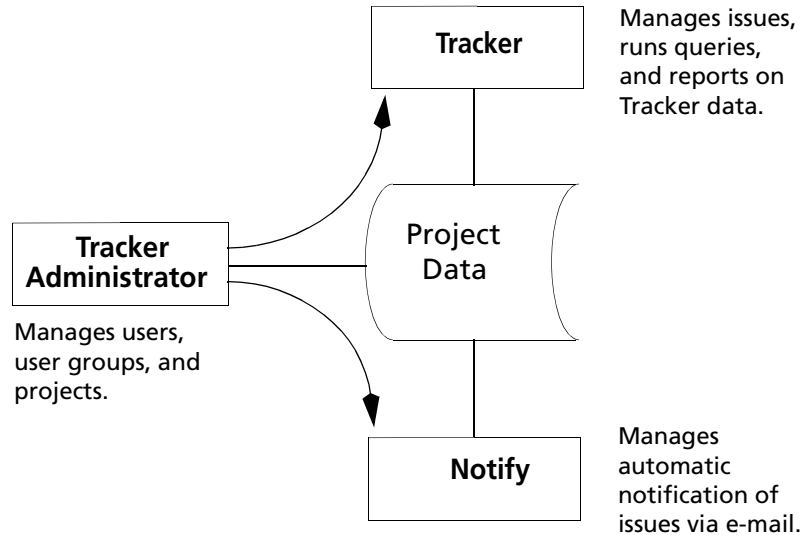 Tracker
Manages issues,
runs queries,
and reports on
Tracker data.
Project
Data
Tracker
Administrator
Manages users,
user groups, and
projects.
Notify
Manages
automatic
notification of
issues via e-mail.